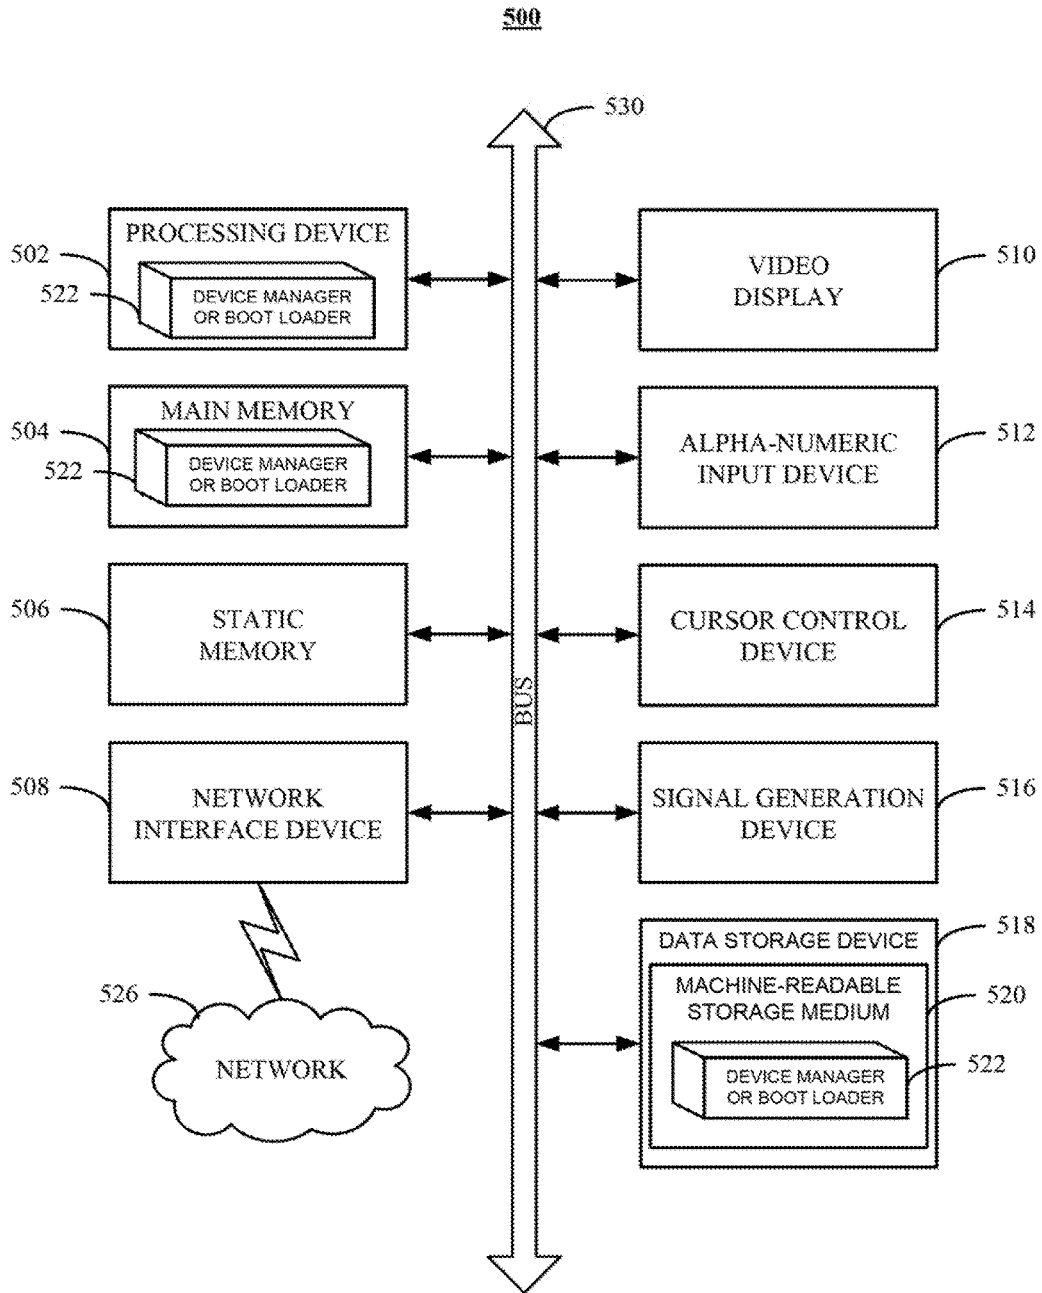 500
530
PROCESSING DEVICE
502
522
DEVICE MANAGER
OR BOOT LOADER
VIDEO
DISPLAY
510
MAIN MEMORY
504
522
DEVICE MANAGER
OR BOOT LOADER
ALPHA-NUMERIC
INPUT DEVICE
512
506
STATIC
MEMORY
CURSOR CONTROL
DEVICE
514
BUS
508
NETWORK
INTERFACE DEVICE
SIGNAL GENERATION
DEVICE
516
526
NETWORK
DATA STORAGE DEVICE
518
MACHINE-READABLE
STORAGE MEDIUM
520
DEVICE MANAGER
OR BOOT LOADER
522